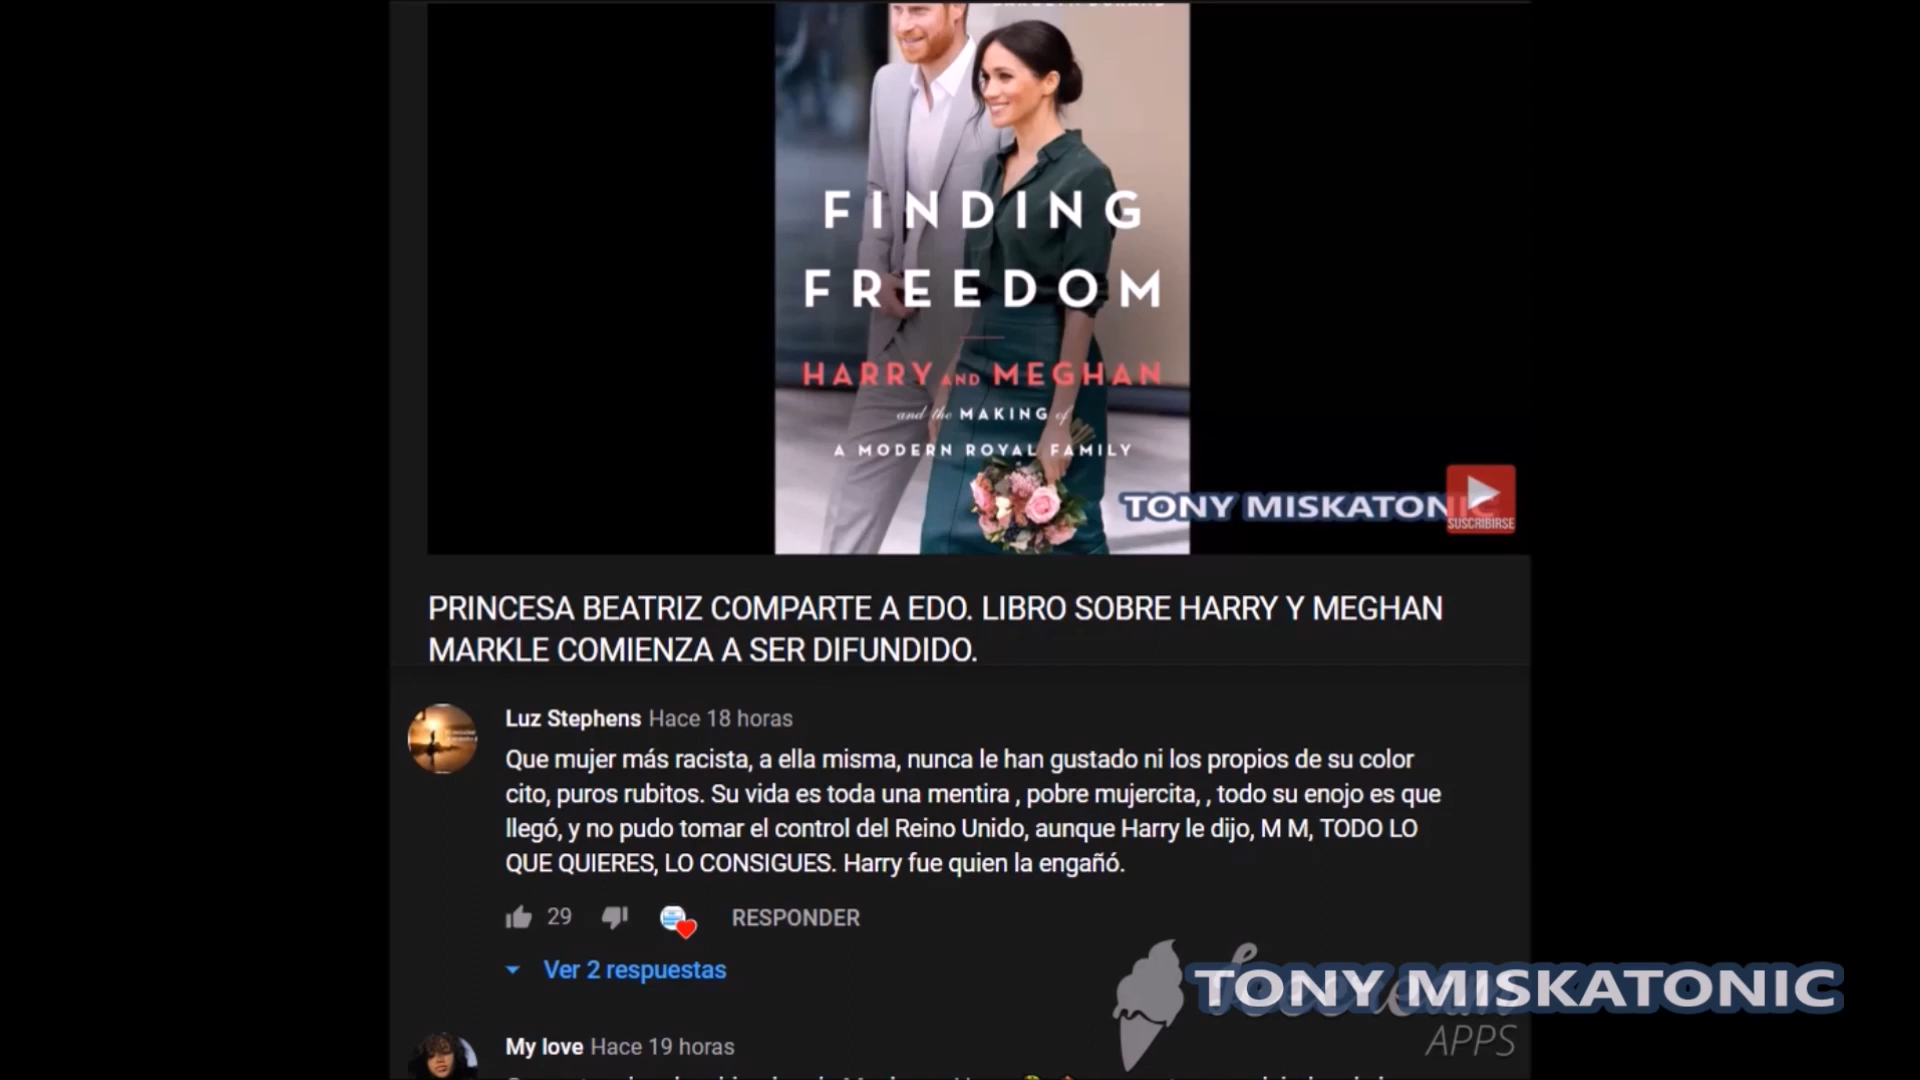 FINDING
FREEDOM
HARRY AND MEGHAN
and the MAKING of
A MODERN ROYAL FAMILY
TONY MISKATONIC
SUSCRIBIRSE
PRINCESA BEATRIZ COMPARTE A EDO. LIBRO SOBRE HARRY Y MEGHAN
MARKLE COMIENZA A SER DIFUNDIDO.
Luz Stephens Hace 18 horas
Que mujer más racista, a ella misma, nunca le han gustado ni los propios de su color
cito, puros rubitos. Su vida es toda una mentira , pobre mujercita, , todo su enojo es que
llegó, y no pudo tomar el control del Reino Unido, aunque Harry le dijo, M M, TODO LO
QUE QUIERES, LO CONSIGUES. Harry fue quien la engañó.
29 RESPONDER
Ver 2 respuestas
TONY MISKATONIC
APPS
My love Hace 19 horas